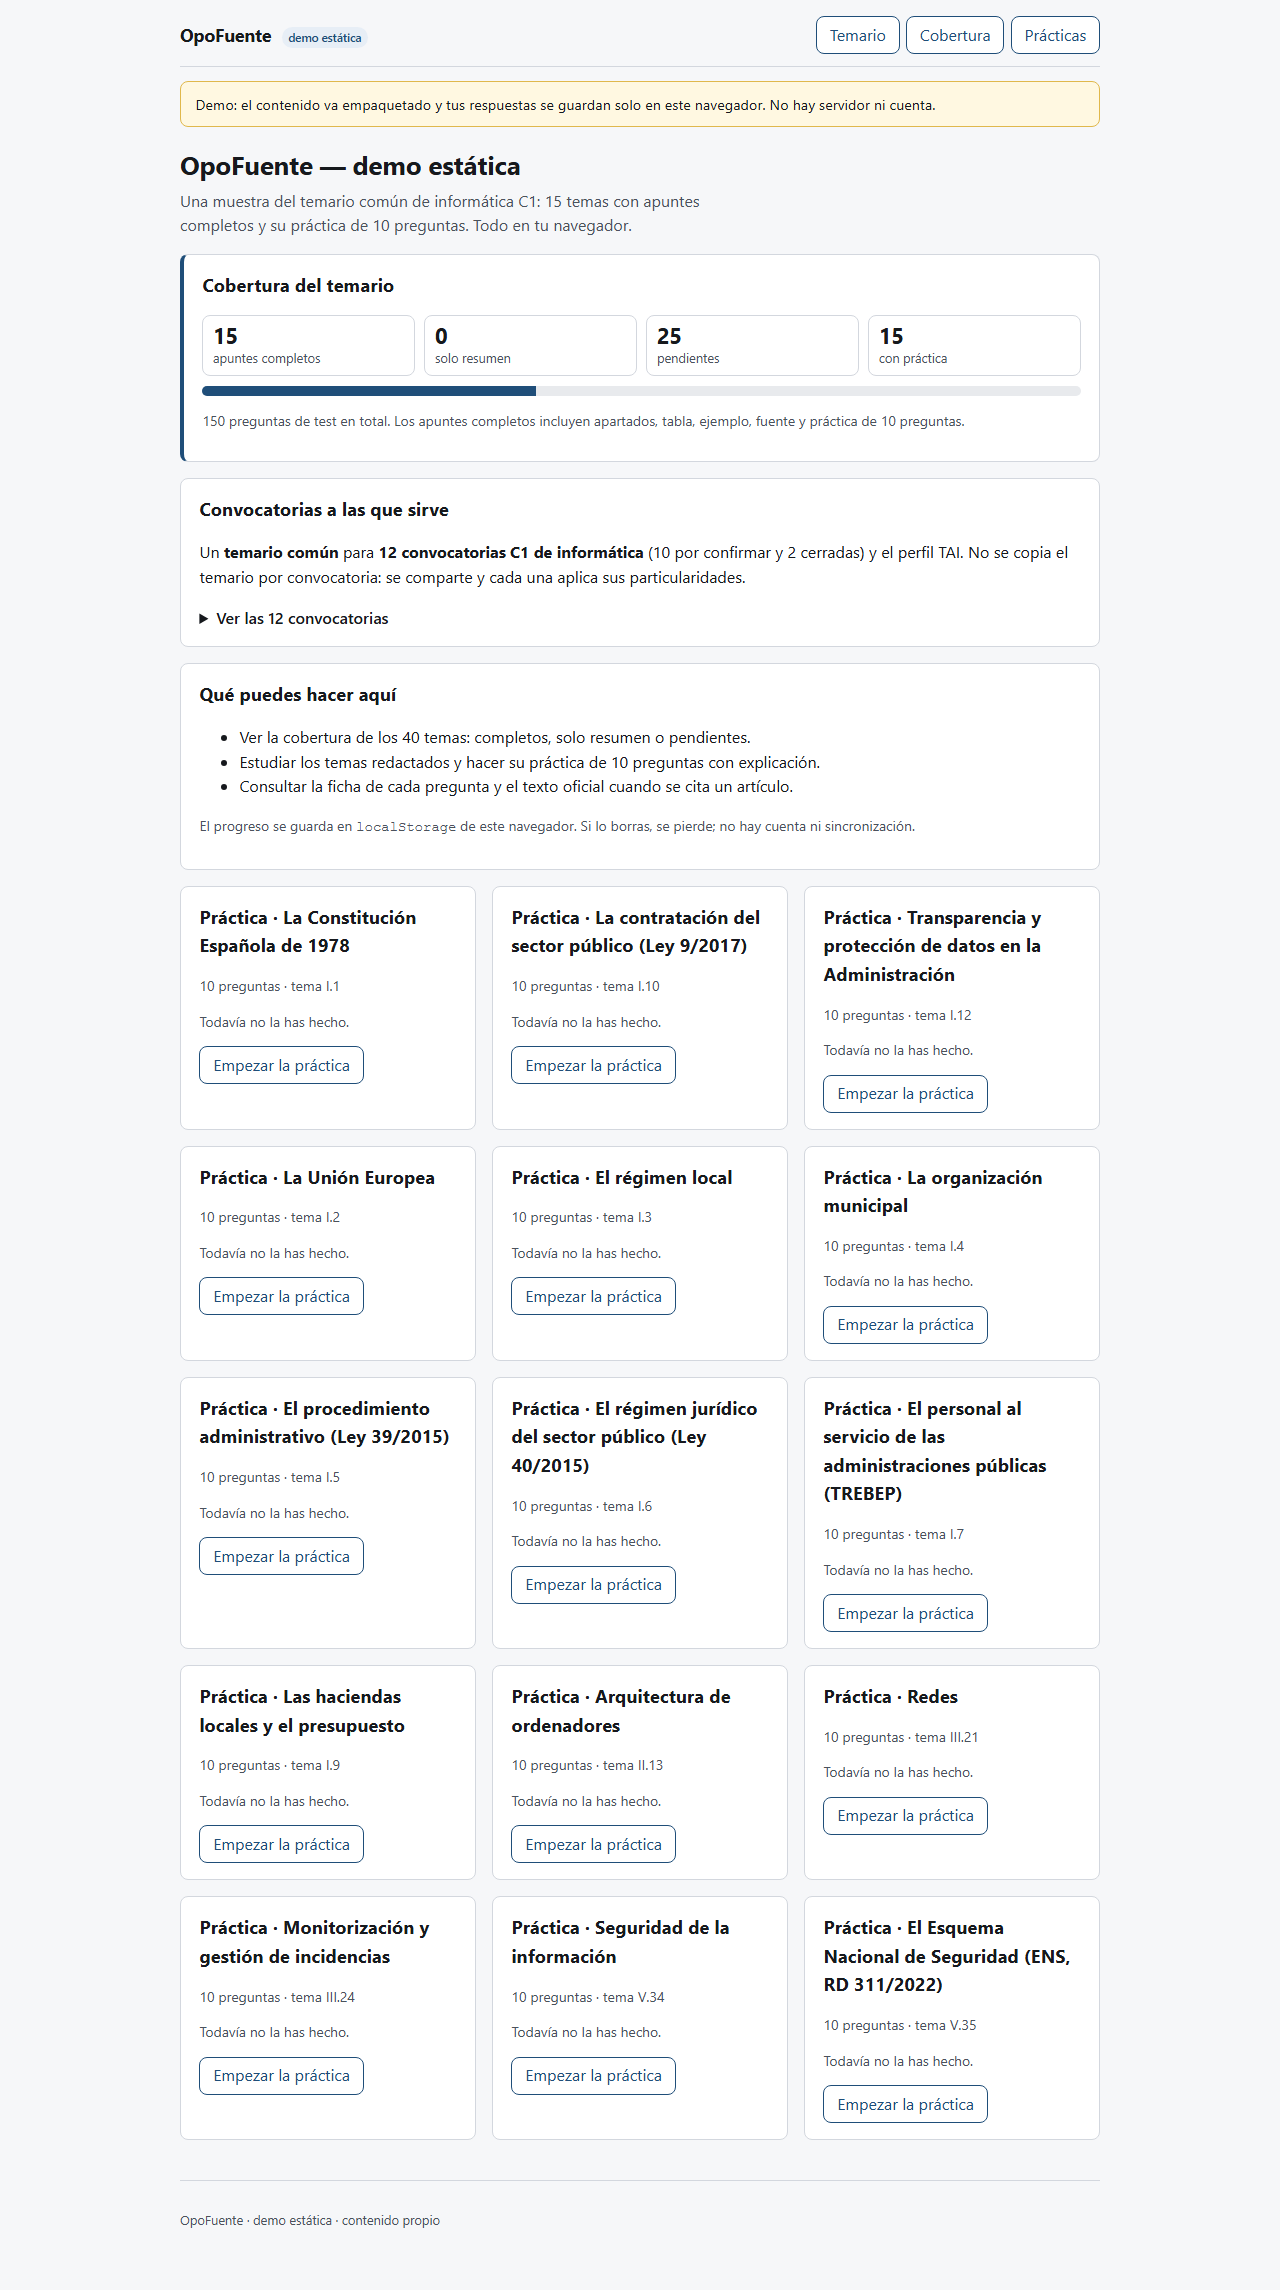 OpoFuente demo estática
Temario Cobertura Prácticas
Demo: el contenido va empaquetado y tus respuestas se guardan solo en este navegador. No hay servidor ni cuenta.
OpoFuente — demo estática
Una muestra del temario común de informática C1: 15 temas con apuntes
completos y su práctica de 10 preguntas. Todo en tu navegador.
Cobertura del temario
15
apuntes completos
0
solo resumen
25
pendientes
15
con práctica
150 preguntas de test en total. Los apuntes completos incluyen apartados, tabla, ejemplo, fuente y práctica de 10 preguntas.
Convocatorias a las que sirve
Un temario común para 12 convocatorias C1 de informática (10 por confirmar y 2 cerradas) y el perfil TAI. No se copia el
temario por convocatoria: se comparte y cada una aplica sus particularidades.
▶ Ver las 12 convocatorias
Qué puedes hacer aquí
• Ver la cobertura de los 40 temas: completos, solo resumen o pendientes.
• Estudiar los temas redactados y hacer su práctica de 10 preguntas con explicación.
• Consultar la ficha de cada pregunta y el texto oficial cuando se cita un artículo.
El progreso se guarda en localStorage de este navegador. Si lo borras, se pierde; no hay cuenta ni sincronización.
Práctica · La Constitución
Española de 1978
10 preguntas · tema I.1
Todavía no la has hecho.
Empezar la práctica
Práctica · La contratación del
sector público (Ley 9/2017)
10 preguntas · tema I.10
Todavía no la has hecho.
Empezar la práctica
Práctica · Transparencia y
protección de datos en la
Administración
10 preguntas · tema I.12
Todavía no la has hecho.
Empezar la práctica
Práctica · La Unión Europea
10 preguntas · tema I.2
Todavía no la has hecho.
Empezar la práctica
Práctica · El régimen local
10 preguntas · tema I.3
Todavía no la has hecho.
Empezar la práctica
Práctica · La organización
municipal
10 preguntas · tema I.4
Todavía no la has hecho.
Empezar la práctica
Práctica · El procedimiento
administrativo (Ley 39/2015)
10 preguntas · tema I.5
Todavía no la has hecho.
Empezar la práctica
Práctica · El régimen jurídico
del sector público (Ley
40/2015)
10 preguntas · tema I.6
Todavía no la has hecho.
Empezar la práctica
Práctica · El personal al
servicio de las
administraciones públicas
(TREBEP)
10 preguntas · tema I.7
Todavía no la has hecho.
Empezar la práctica
Práctica · Las haciendas
locales y el presupuesto
10 preguntas · tema I.9
Todavía no la has hecho.
Empezar la práctica
Práctica · Arquitectura de
ordenadores
10 preguntas · tema II.13
Todavía no la has hecho.
Empezar la práctica
Práctica · Redes
10 preguntas · tema III.21
Todavía no la has hecho.
Empezar la práctica
Práctica · Monitorización y
gestión de incidencias
10 preguntas · tema III.24
Todavía no la has hecho.
Empezar la práctica
Práctica · Seguridad de la
información
10 preguntas · tema V.34
Todavía no la has hecho.
Empezar la práctica
Práctica · El Esquema
Nacional de Seguridad (ENS,
RD 311/2022)
10 preguntas · tema V.35
Todavía no la has hecho.
Empezar la práctica
OpoFuente · demo estática · contenido propio